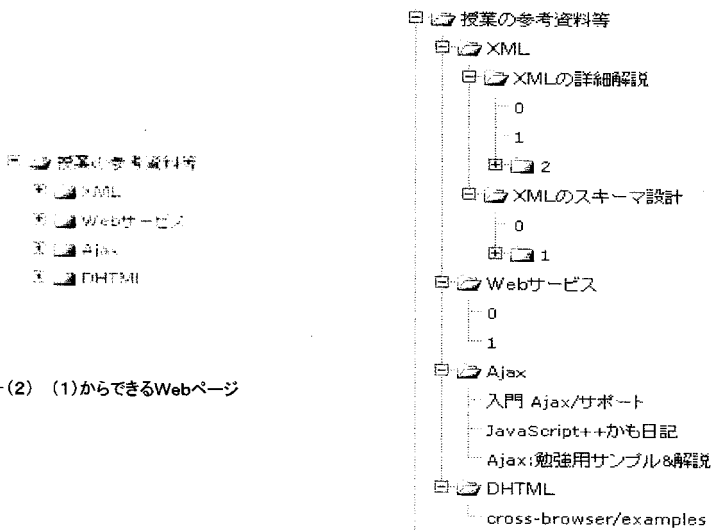 授業の参考資料等
XML
Webサービス
Ajax
DHTML
-(2) (1)からできるWebページ
授業の参考資料等
XML
XMLの詳細解説
0
1
2
XMLのスキーマ設計
0
1
Webサービス
0
1
Ajax
入門 Ajax/サポート
JavaScript++かも日記
Ajax:勉強用サンプル&解説
DHTML
cross-browser/examples